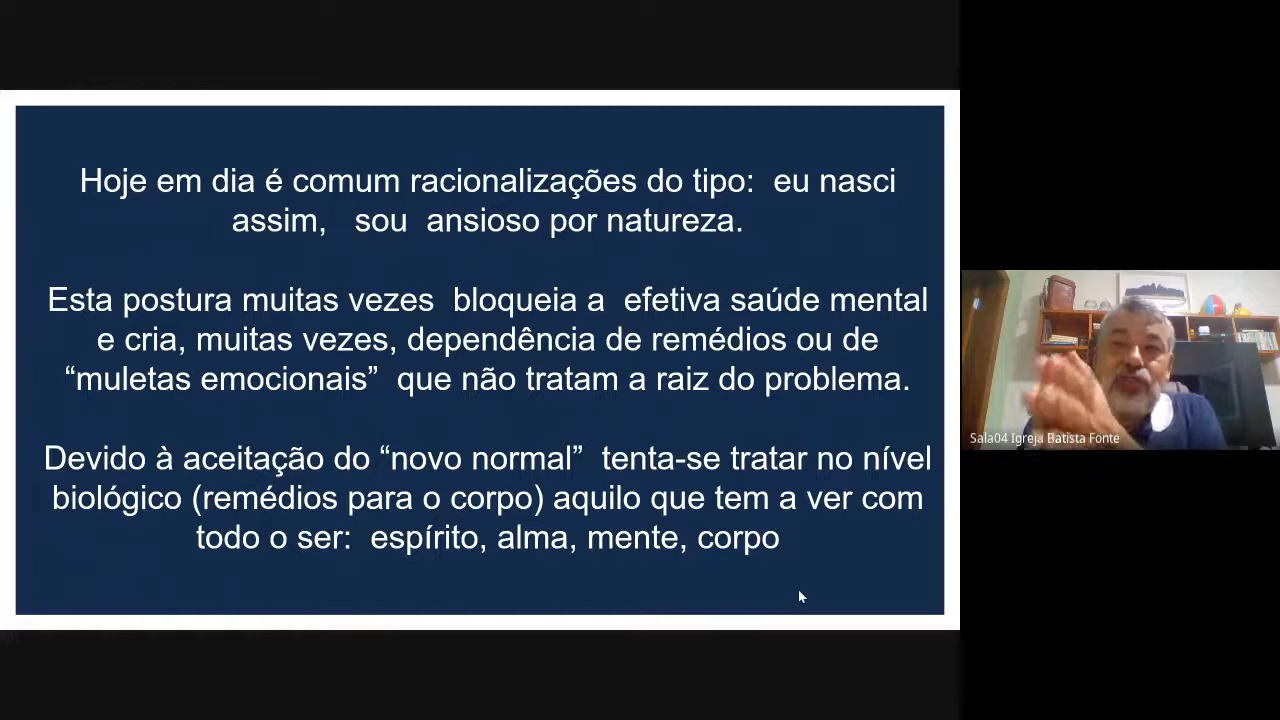 Hoje em dia é comum racionalizações do tipo:  eu nasci
assim,   sou  ansioso por natureza.
Esta postura muitas vezes  bloqueia a  efetiva saúde mental
e cria, muitas vezes, dependência de remédios ou de
“muletas emocionais”  que não tratam a raiz do problema.
Devido à aceitação do “novo normal”  tenta-se tratar no nível
biológico (remédios para o corpo) aquilo que tem a ver com
todo o ser:  espírito, alma, mente, corpo
Sala04 Igreja Batista Fonte